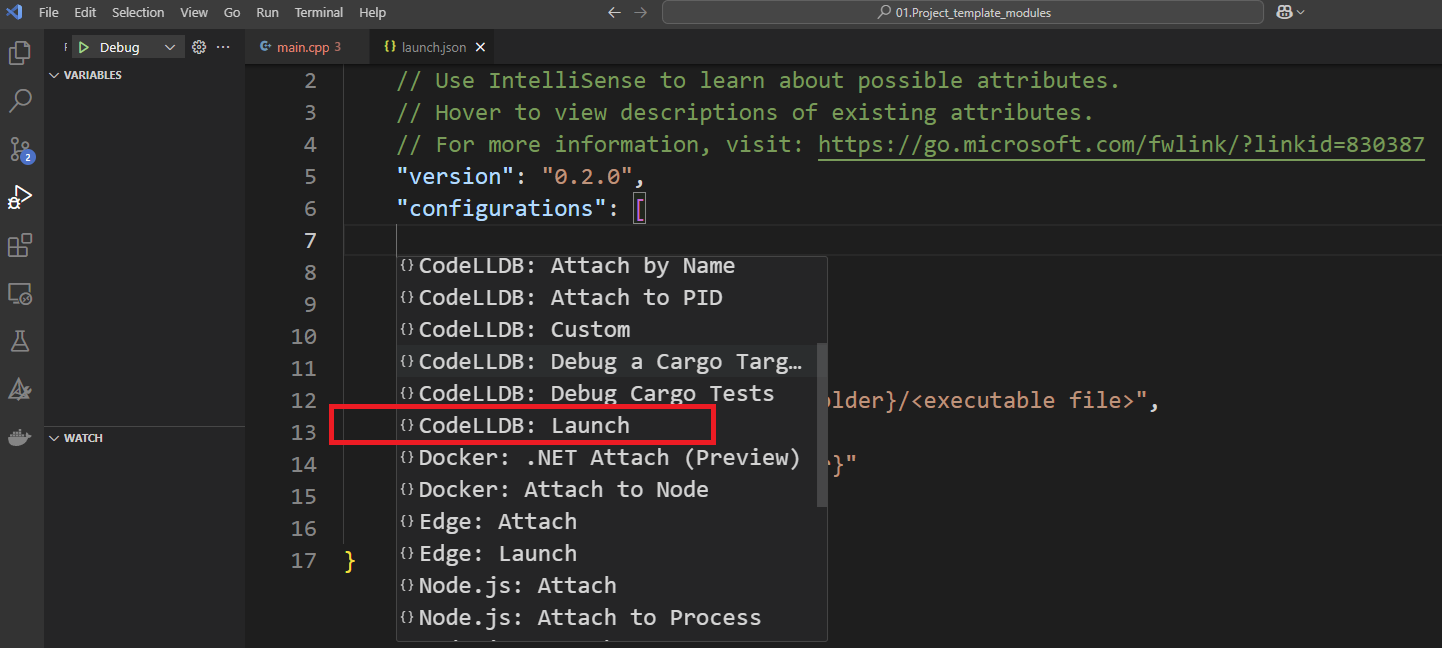 File Edit Selection View Go Run Terminal Help
01.Project_template_modules
Debug
main.cpp 3
launch.json
VARIABLES
2 // Use IntelliSense to learn about possible attributes.
3 // Hover to view descriptions of existing attributes.
4 // For more information, visit: https://go.microsoft.com/fwlink/?linkid=830387
5 "version": "0.2.0",
6 "configurations": [
7
8
9
10
11
12 older}/<executable file>",
13
14 }"
15
16
17 }
CodeLLDB: Attach by Name
CodeLLDB: Attach to PID
CodeLLDB: Custom
CodeLLDB: Debug a Cargo Targ…
CodeLLDB: Debug Cargo Tests
CodeLLDB: Launch
Docker: .NET Attach (Preview)
Docker: Attach to Node
Edge: Attach
Edge: Launch
Node.js: Attach
Node.js: Attach to Process
2
WATCH